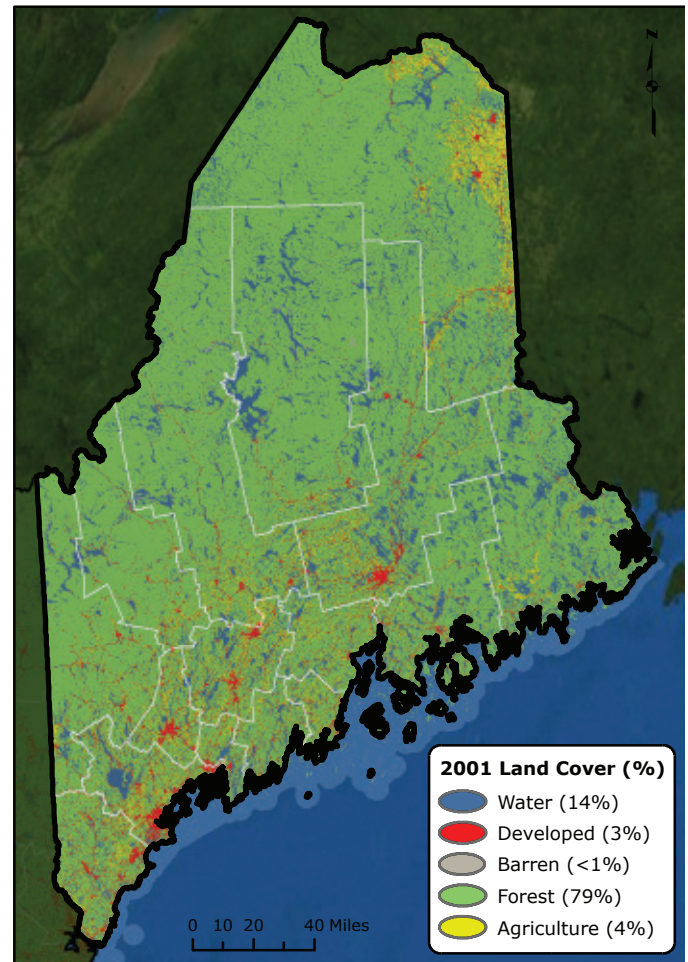 N
2001 Land Cover (%)
Water (14%)
Developed (3%)
Barren (<1%)
Forest (79%)
Agriculture (4%)
0 10 20 40 Miles